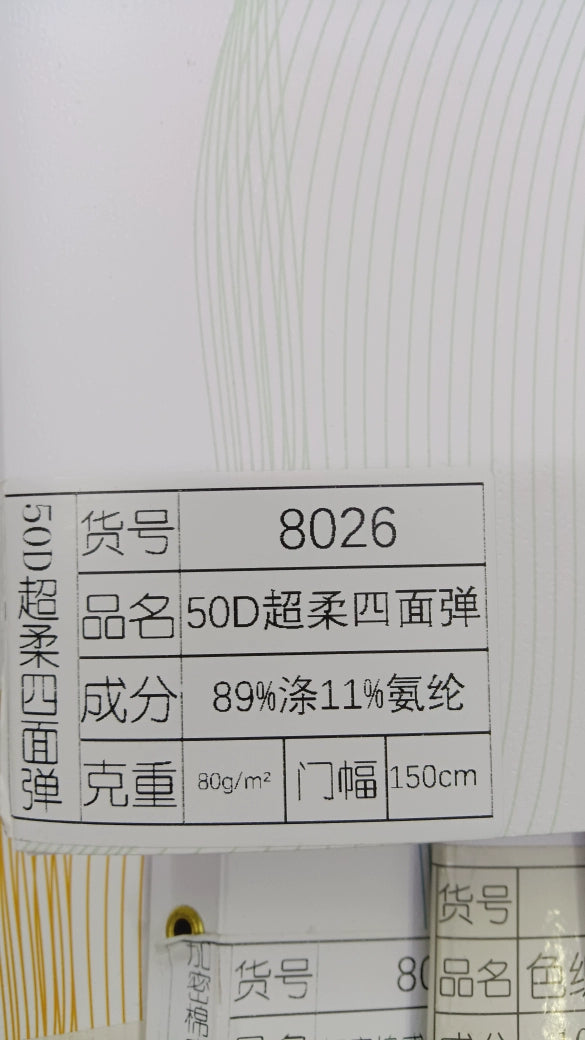 50D超柔四面弹
货号 8026
品名 50D超柔四面弹
成分 89%涤11%氨纶
克重 80g/m² 门幅 150cm
货号 80
货号
品名 色